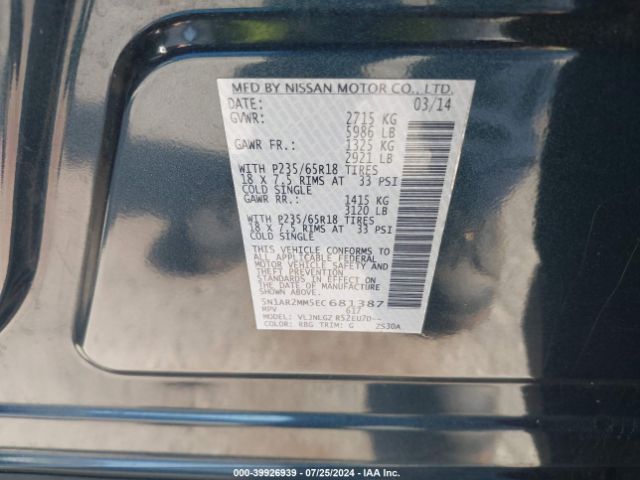 MFD BY NISSAN MOTOR CO., LTD.
DATE: 03/14
GVWR: 2715 KG
5986 LB
GAWR FR.: 1325 KG
2921 LB
WITH P235/65R18 TIRES
18 X 7.5 RIMS AT 33 PSI
COLD SINGLE
GAWR RR.: 1415 KG
3120 LB
WITH P235/65R18 TIRES
18 X 7.5 RIMS AT 33 PSI
COLD SINGLE
THIS VEHICLE CONFORMS TO
ALL APPLICABLE FEDERAL
MOTOR VEHICLE SAFETY AND
THEFT PREVENTION
STANDARDS IN EFFECT ON THE
DATE OF MANUFACTURE
SHOWN ABOVE.
5N1AR2MM5EC681387
MPV 617
MODEL: VLJNLGZ R52EU7D--
COLOR: RBG TRIM: G ZS30A
000-39926939 / 07/25/2024 / IAA Inc.